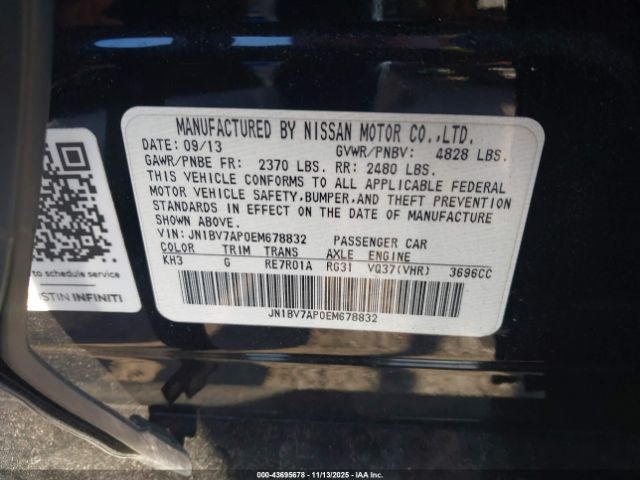 MANUFACTURED BY NISSAN MOTOR CO.,LTD.
DATE: 09/13 GVWR/PNBV: 4828 LBS.
GAWR/PNBE FR: 2370 LBS. RR: 2480 LBS.
THIS VEHICLE CONFORMS TO ALL APPLICABLE FEDERAL
MOTOR VEHICLE SAFETY, BUMPER, AND THEFT PREVENTION
STANDARDS IN EFFECT ON THE DATE OF MANUFACTURE
SHOWN ABOVE.
VIN: JN1BV7AP0EM678832 PASSENGER CAR
COLOR TRIM TRANS AXLE ENGINE
KH3 G RE7R01A RG31 VQ37(VHR) 3696CC
JN1BV7AP0EM678832
to schedule service
STIN INFINITI
000-43695678 - 11/13/2025 - IAA Inc.